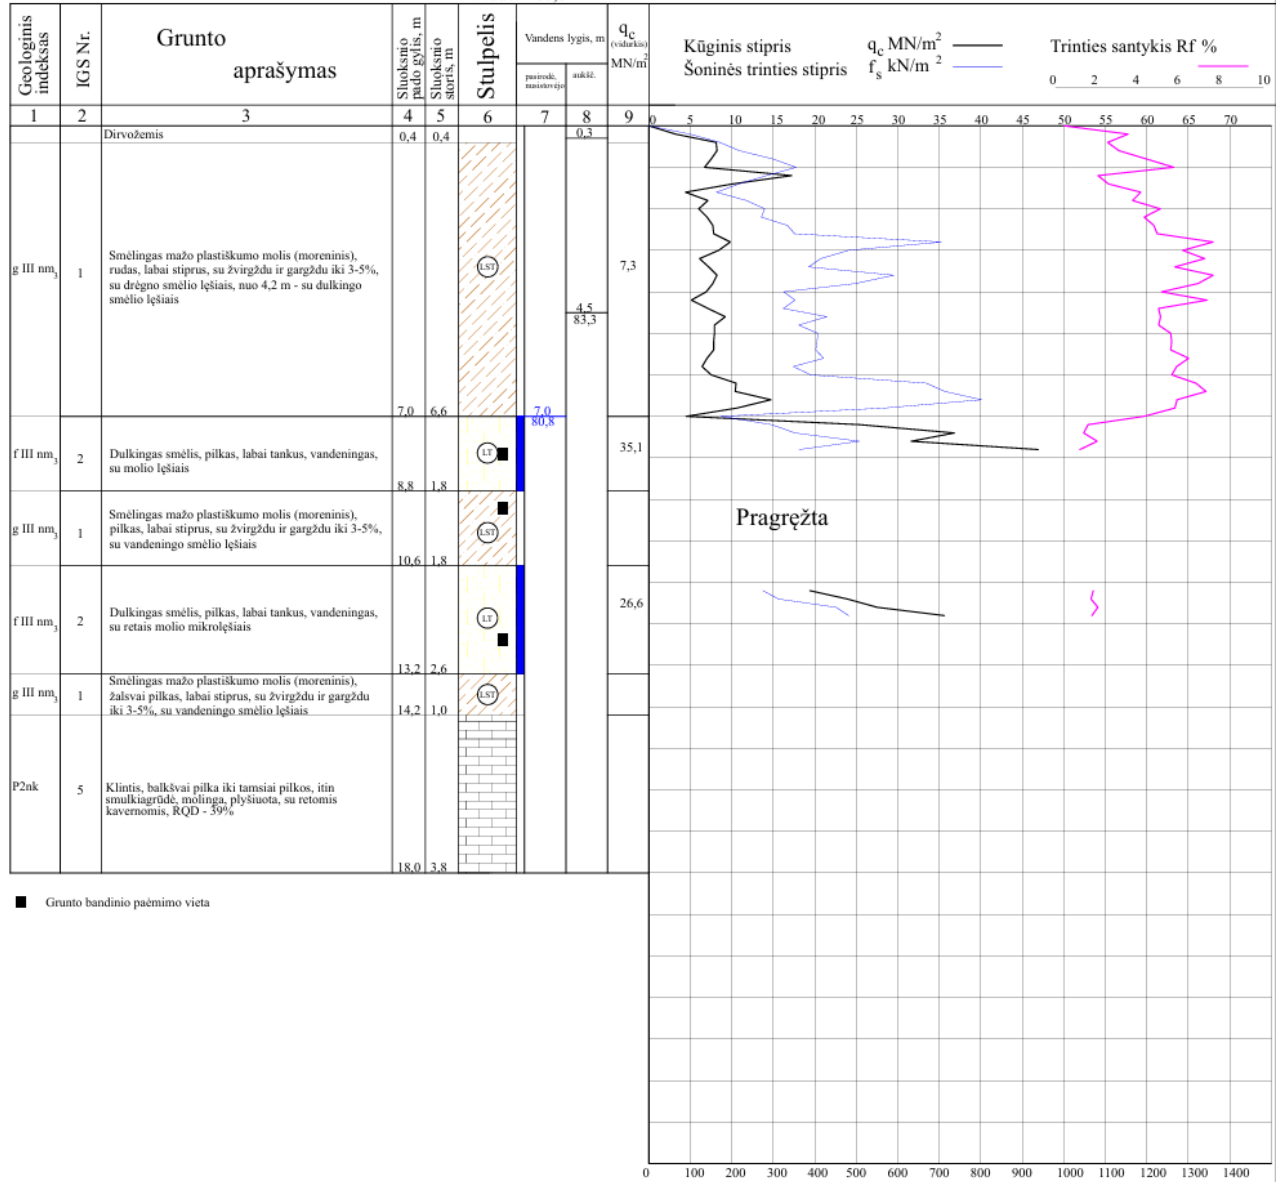 Geologinis indeksas
IGS Nr.
Grunto
aprašymas
Sluoksnio pado gylis, m
Sluoksnio storis, m
Stulpelis
Vandens lygis, m
pasirodė, nusistovėjo
aukšč.
qc
(vidurkis)
MN/m²
Kūginis stipris qc MN/m²
Šoninės trinties stipris fs kN/m²
Trinties santykis Rf %
0 2 4 6 8 10
1 2 3 4 5 6 7 8 9
0 5 10 15 20 25 30 35 40 45 50 55 60 65 70
Dirvožemis
0,4 0,4
0,3
g III nm3
1
Smėlingas mažo plastiškumo molis (moreninis),
rudas, labai stiprus, su žvirgždu ir gargždu iki 3-5%,
su drėgno smėlio lęšiais, nuo 4,2 m - su dulkingo
smėlio lęšiais
LST
7,3
4,5
83,3
7,0 6,6
7,0
80,8
f III nm3
2
Dulkingas smėlis, pilkas, labai tankus, vandeningas,
su molio lęšiais
LT
35,1
8,8 1,8
g III nm3
1
Smėlingas mažo plastiškumo molis (moreninis),
pilkas, labai stiprus, su žvirgždu ir gargždu iki 3-5%,
su vandeningo smėlio lęšiais
LST
Pragręžta
10,6 1,8
f III nm3
2
Dulkingas smėlis, pilkas, labai tankus, vandeningas,
su retais molio mikrolęšiais
LT
26,6
13,2 2,6
g III nm3
1
Smėlingas mažo plastiškumo molis (moreninis),
žalsvai pilkas, labai stiprus, su žvirgždu ir gargždu
iki 3-5%, su vandeningo smėlio lęšiais
LST
14,2 1,0
P2nk
5
Klintis, balkšvai pilka iki tamsiai pilkos, itin
smulkiagrūdė, molinga, plyšiuota, su retomis
kavernomis, RQD - 39%
18,0 3,8
Grunto bandinio paėmimo vieta
0 100 200 300 400 500 600 700 800 900 1000 1100 1200 1300 1400